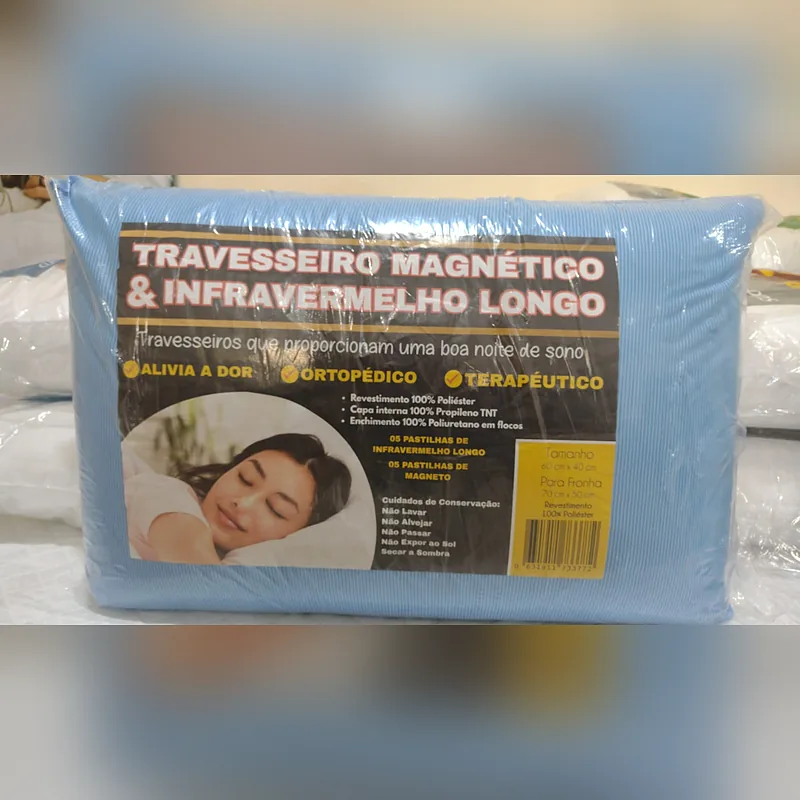 TRAVESSEIRO MAGNÉTICO
& INFRAVERMELHO LONGO
Travesseiros que proporcionam uma boa noite de sono
ALIVIA A DOR ORTOPÉDICO TERAPÉUTICO
• Revestimento 100% Poliéster
• Capa interna 100% Propileno TNT
• Enchimento 100% Poliuretano em flocos
05 PASTILHAS DE
INFRAVERMELHO LONGO
05 PASTILHAS DE
MAGNETO
Cuidados de Conservação:
Não Lavar
Não Alvejar
Não Passar
Não Expor ao Sol
Secar a Sombra
Tamanho
60 cm x 40 cm
Para Fronha
70 cm x 50 cm
Revestimento
100% Poliéster